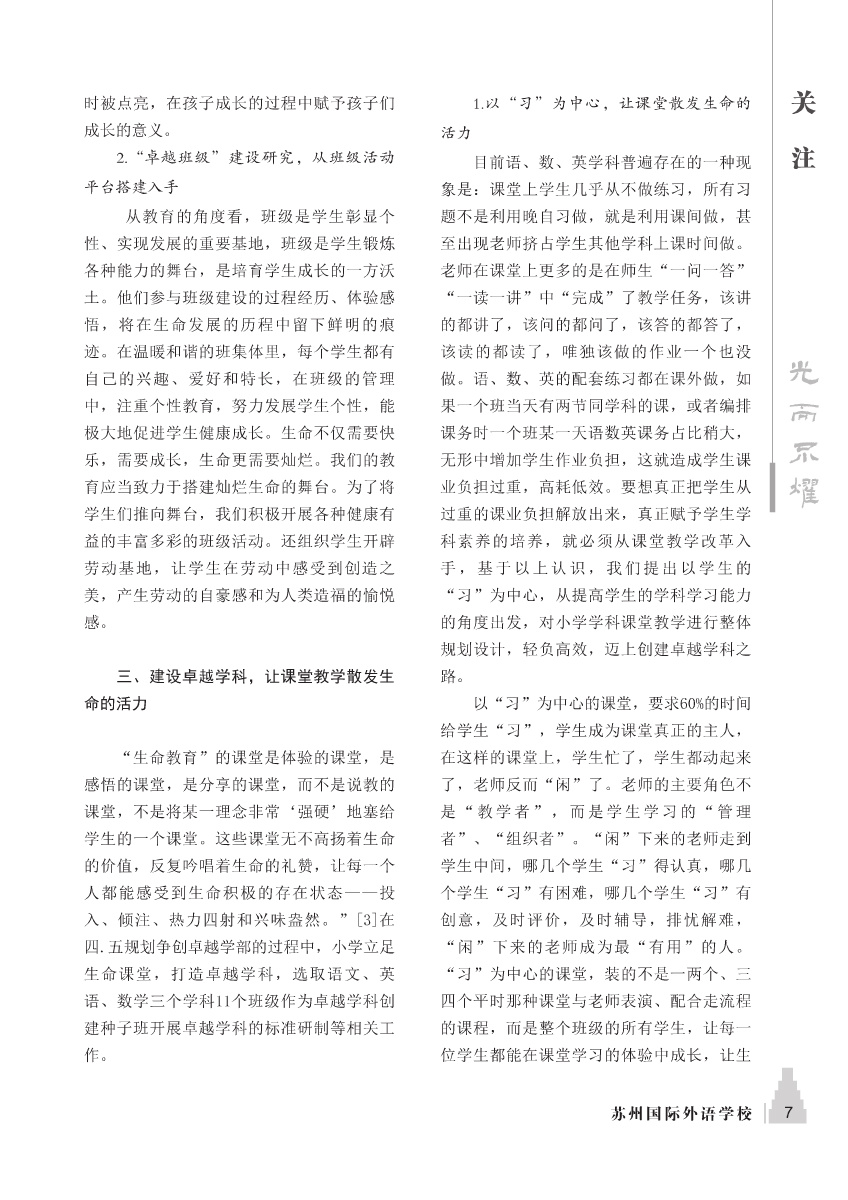 时被点亮，在孩子成长的过程中赋予孩子们
成长的意义。
2.“卓越班级”建设研究，从班级活动
平台搭建入手
从教育的角度看，班级是学生彰显个
性、实现发展的重要基地，班级是学生锻炼
各种能力的舞台，是培育学生成长的一方沃
土。他们参与班级建设的过程经历、体验感
悟，将在生命发展的历程中留下鲜明的痕
迹。在温暖和谐的班集体里，每个学生都有
自己的兴趣、爱好和特长，在班级的管理
中，注重个性教育，努力发展学生个性，能
极大地促进学生健康成长。生命不仅需要快
乐，需要成长，生命更需要灿烂。我们的教
育应当致力于搭建灿烂生命的舞台。为了将
学生们推向舞台，我们积极开展各种健康有
益的丰富多彩的班级活动。还组织学生开辟
劳动基地，让学生在劳动中感受到创造之
美，产生劳动的自豪感和为人类造福的愉悦
感。
三、建设卓越学科，让课堂教学散发生
命的活力
“生命教育”的课堂是体验的课堂，是
感悟的课堂，是分享的课堂，而不是说教的
课堂，不是将某一理念非常‘强硬’地塞给
学生的一个课堂。这些课堂无不高扬着生命
的价值，反复吟唱着生命的礼赞，让每一个
人都能感受到生命积极的存在状态——投
入、倾注、热力四射和兴味盎然。”[3]在
四.五规划争创卓越学部的过程中，小学立足
生命课堂，打造卓越学科，选取语文、英
语、数学三个学科11个班级作为卓越学科创
建种子班开展卓越学科的标准研制等相关工
作。
1.以“习”为中心，让课堂散发生命的
活力
目前语、数、英学科普遍存在的一种现
象是：课堂上学生几乎从不做练习，所有习
题不是利用晚自习做，就是利用课间做，甚
至出现老师挤占学生其他学科上课时间做。
老师在课堂上更多的是在师生“一问一答”
“一读一讲”中“完成”了教学任务，该讲
的都讲了，该问的都问了，该答的都答了，
该读的都读了，唯独该做的作业一个也没
做。语、数、英的配套练习都在课外做，如
果一个班当天有两节同学科的课，或者编排
课务时一个班某一天语数英课务占比稍大，
无形中增加学生作业负担，这就造成学生课
业负担过重，高耗低效。要想真正把学生从
过重的课业负担解放出来，真正赋予学生学
科素养的培养，就必须从课堂教学改革入
手，基于以上认识，我们提出以学生的
“习”为中心，从提高学生的学科学习能力
的角度出发，对小学学科课堂教学进行整体
规划设计，轻负高效，迈上创建卓越学科之
路。
以“习”为中心的课堂，要求60%的时间
给学生“习”，学生成为课堂真正的主人，
在这样的课堂上，学生忙了，学生都动起来
了，老师反而“闲”了。老师的主要角色不
是“教学者”，而是学生学习的“管理
者”、“组织者”。“闲”下来的老师走到
学生中间，哪几个学生“习”得认真，哪几
个学生“习”有困难，哪几个学生“习”有
创意，及时评价，及时辅导，排忧解难，
“闲”下来的老师成为最“有用”的人。
“习”为中心的课堂，装的不是一两个、三
四个平时那种课堂与老师表演、配合走流程
的课程，而是整个班级的所有学生，让每一
位学生都能在课堂学习的体验中成长，让生
关注
光而不耀
苏州国际外语学校
7